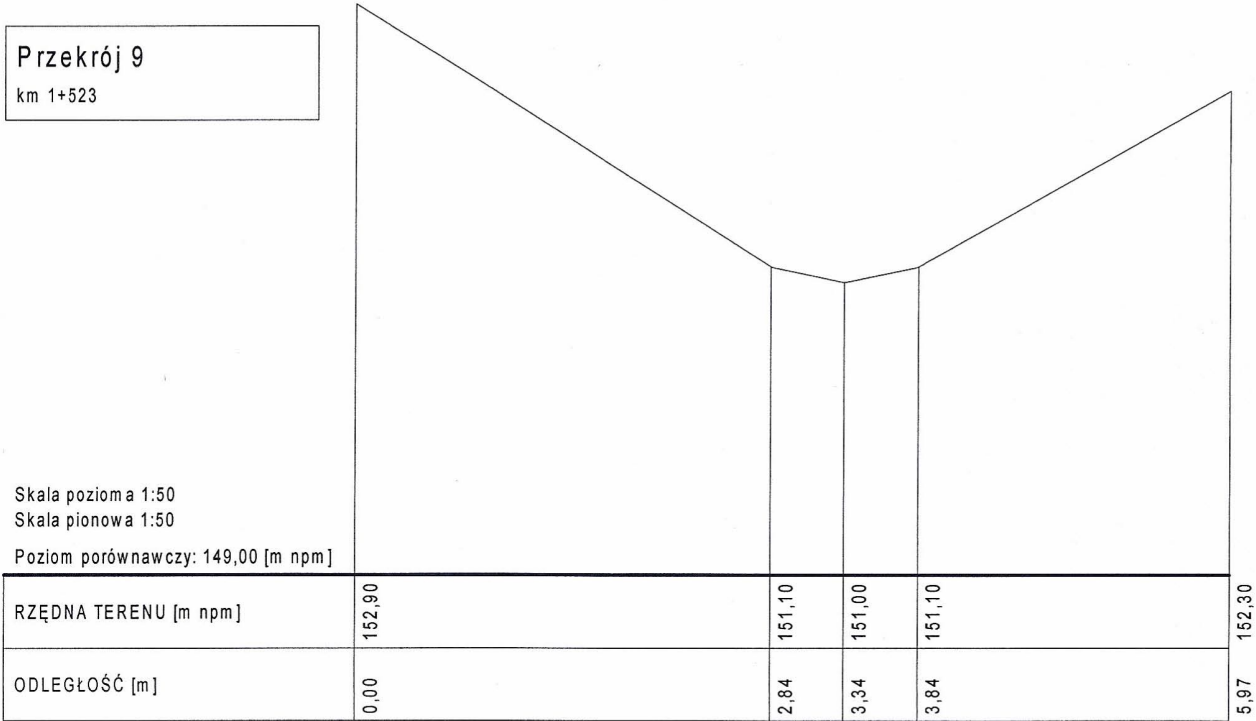 Przekrój 9
km 1+523
Skala pozioma 1:50
Skala pionowa 1:50
Poziom porównawczy: 149,00 [m npm]
RZĘDNA TERENU [m npm] 152,90 151,10 151,00 151,10 152,30
ODLEGŁOŚĆ [m] 0,00 2,84 3,34 3,84 5,97